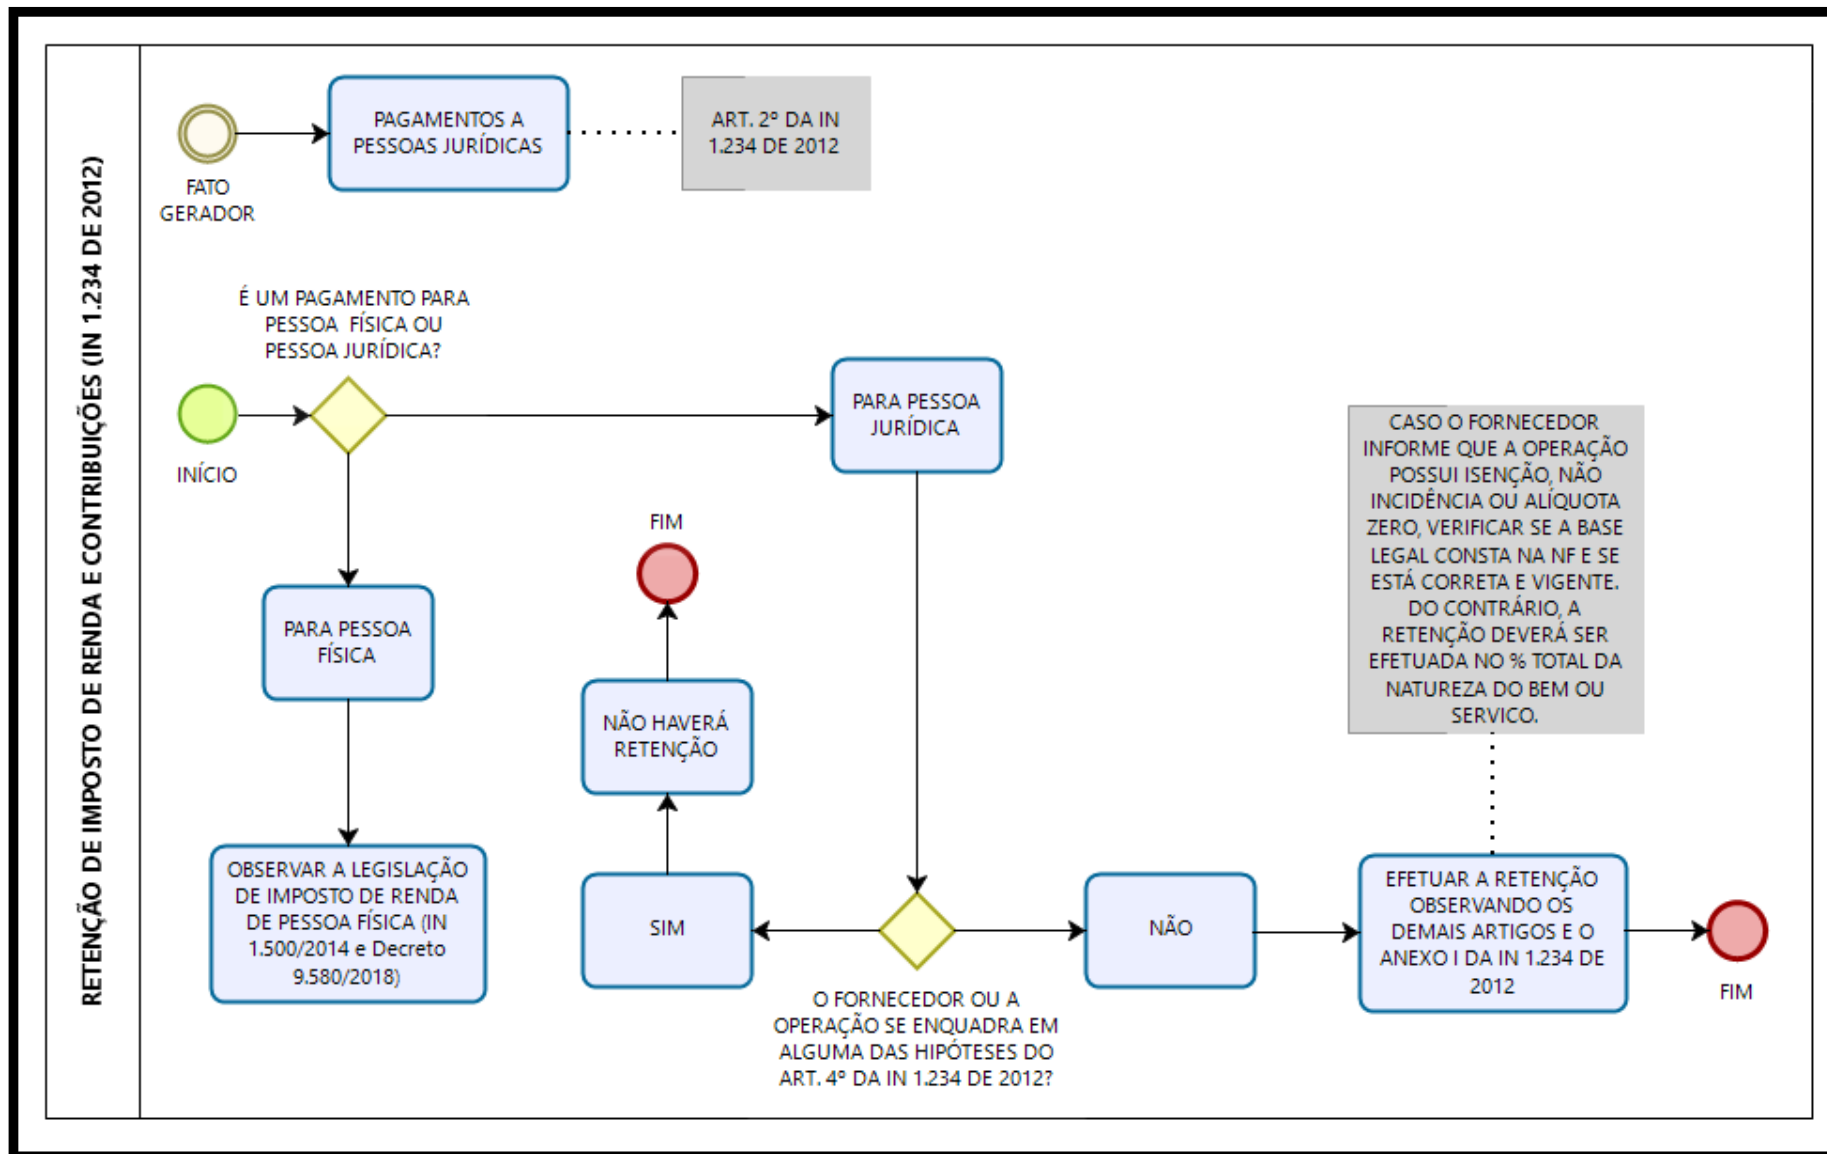 RETENÇÃO DE IMPOSTO DE RENDA E CONTRIBUIÇÕES (IN 1.234 DE 2012)
FATO
GERADOR
PAGAMENTOS A
PESSOAS JURÍDICAS
ART. 2º DA IN
1.234 DE 2012
É UM PAGAMENTO PARA
PESSOA FÍSICA OU
PESSOA JURÍDICA?
INÍCIO
PARA PESSOA
JURÍDICA
PARA PESSOA
FÍSICA
OBSERVAR A LEGISLAÇÃO
DE IMPOSTO DE RENDA
DE PESSOA FÍSICA (IN
1.500/2014 e Decreto
9.580/2018)
FIM
NÃO HAVERÁ
RETENÇÃO
SIM
O FORNECEDOR OU A
OPERAÇÃO SE ENQUADRA EM
ALGUMA DAS HIPÓTESES DO
ART. 4º DA IN 1.234 DE 2012?
NÃO
CASO O FORNECEDOR
INFORME QUE A OPERAÇÃO
POSSUI ISENÇÃO, NÃO
INCIDÊNCIA OU ALÍQUOTA
ZERO, VERIFICAR SE A BASE
LEGAL CONSTA NA NF E SE
ESTÁ CORRETA E VIGENTE.
DO CONTRÁRIO, A
RETENÇÃO DEVERÁ SER
EFETUADA NO % TOTAL DA
NATUREZA DO BEM OU
SERVICO.
EFETUAR A RETENÇÃO
OBSERVANDO OS
DEMAIS ARTIGOS E O
ANEXO I DA IN 1.234 DE
2012
FIM